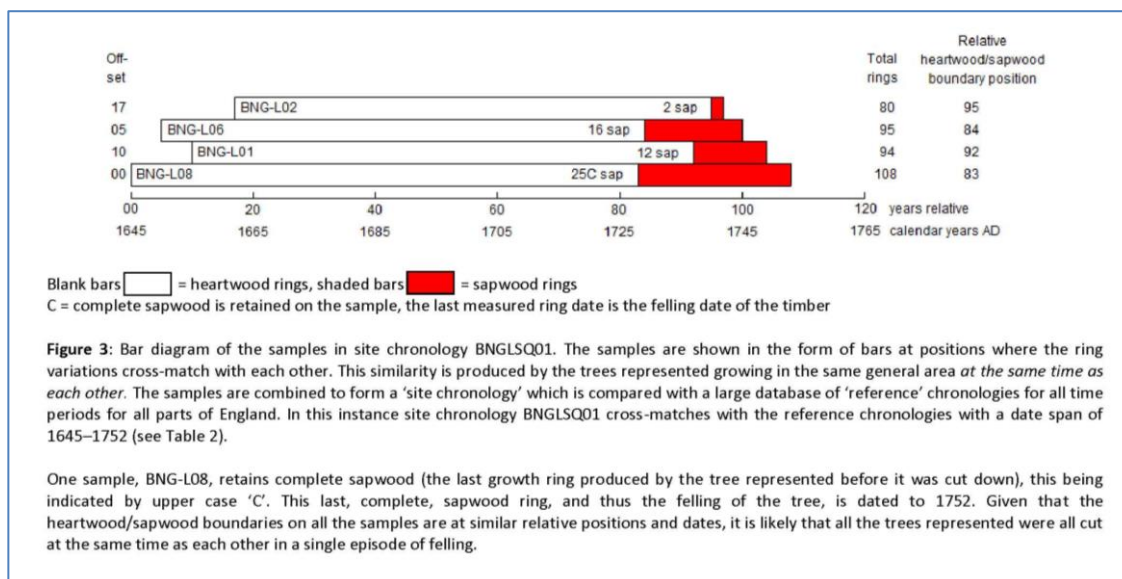 Off-
set
Total
rings
Relative
heartwood/sapwood
boundary position
17 BNG-L02 2 sap 80 95
05 BNG-L06 16 sap 95 84
10 BNG-L01 12 sap 94 92
00 BNG-L08 25C sap 108 83
00 20 40 60 80 100 120 years relative
1645 1665 1685 1705 1725 1745 1765 calendar years AD
Blank bars = heartwood rings, shaded bars = sapwood rings
C = complete sapwood is retained on the sample, the last measured ring date is the felling date of the timber
Figure 3: Bar diagram of the samples in site chronology BNGLSQ01. The samples are shown in the form of bars at positions where the ring
variations cross-match with each other. This similarity is produced by the trees represented growing in the same general area at the same time as
each other. The samples are combined to form a ‘site chronology’ which is compared with a large database of ‘reference’ chronologies for all time
periods for all parts of England. In this instance site chronology BNGLSQ01 cross-matches with the reference chronologies with a date span of
1645–1752 (see Table 2).
One sample, BNG-L08, retains complete sapwood (the last growth ring produced by the tree represented before it was cut down), this being
indicated by upper case ‘C’. This last, complete, sapwood ring, and thus the felling of the tree, is dated to 1752. Given that the
heartwood/sapwood boundaries on all the samples are at similar relative positions and dates, it is likely that all the trees represented were all cut
at the same time as each other in a single episode of felling.